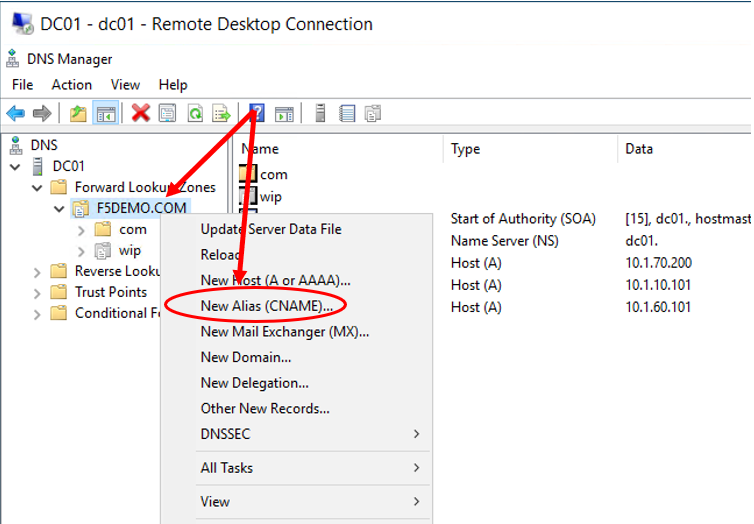 DC01 - dc01 - Remote Desktop Connection
DNS Manager
File Action View Help
DNS
DC01
Forward Lookup Zones
F5DEMO.COM
com
wip
Reverse Looku
Trust Points
Conditional F
Name Type Data
com
wip
Start of Authority (SOA) [15], dc01., hostmast
Name Server (NS) dc01.
Host (A) 10.1.70.200
Host (A) 10.1.10.101
Host (A) 10.1.60.101
Update Server Data File
Reload
New Host (A or AAAA)...
New Alias (CNAME)...
New Mail Exchanger (MX)...
New Domain...
New Delegation...
Other New Records...
DNSSEC
All Tasks
View